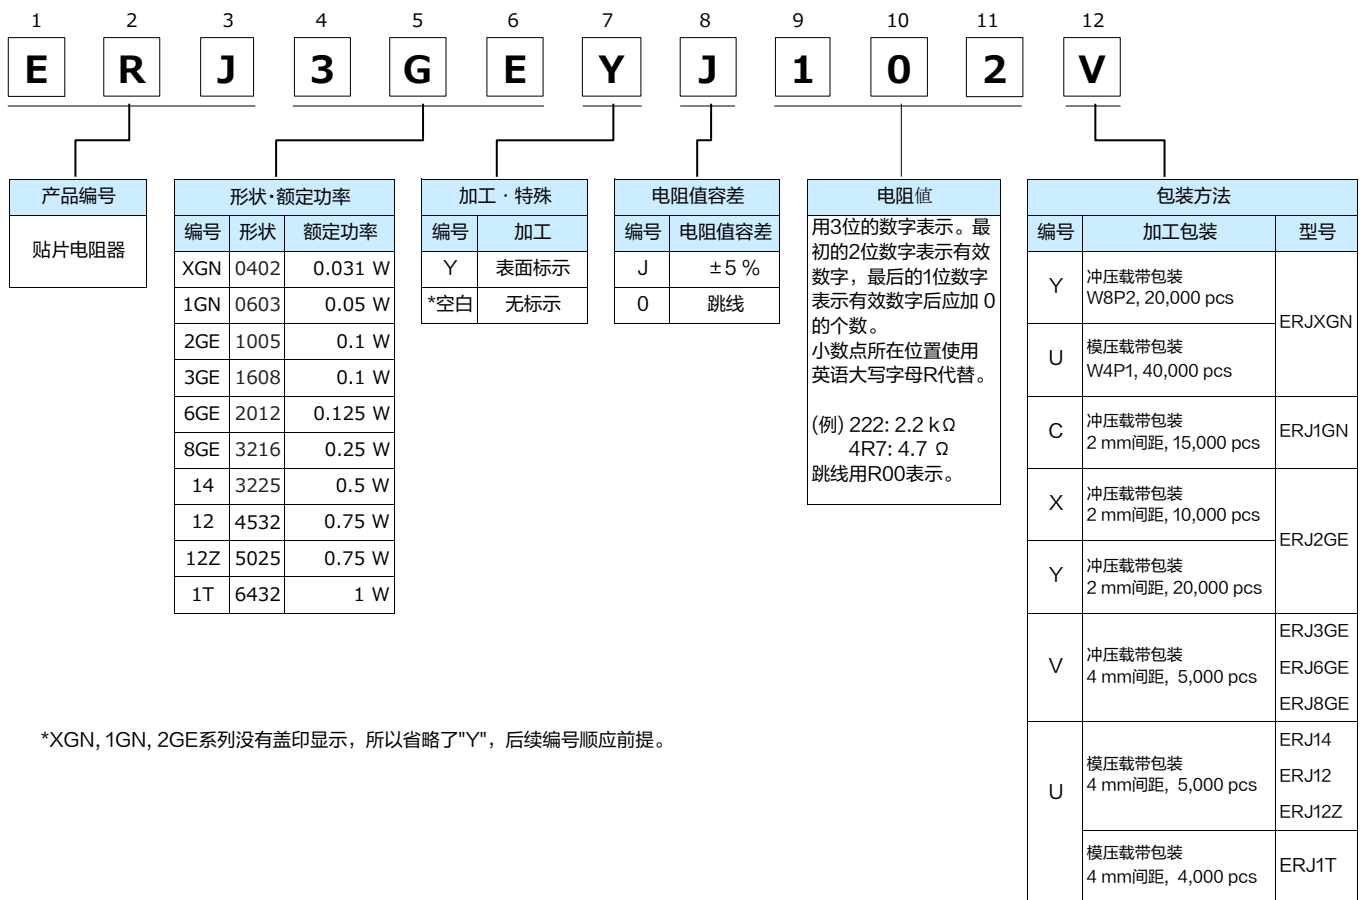 1 2 3 4 5 6 7 8 9 10 11 12
E R J 3 G E Y J 1 0 2 V
产品编号
贴片电阻器
形状·额定功率
编号 形状 额定功率
XGN 0402 0.031 W
1GN 0603 0.05 W
2GE 1005 0.1 W
3GE 1608 0.1 W
6GE 2012 0.125 W
8GE 3216 0.25 W
14 3225 0.5 W
12 4532 0.75 W
12Z 5025 0.75 W
1T 6432 1 W
加工·特殊
编号 加工
Y 表面标示
*空白 无标示
电阻值容差
编号 电阻值容差
J ±5 %
0 跳线
电阻値
用3位的数字表示。最
初的2位数字表示有效
数字，最后的1位数字
表示有效数字后应加 0
的个数。
小数点所在位置使用
英语大写字母R代替。
(例) 222: 2.2 kΩ
4R7: 4.7 Ω
跳线用R00表示。
包装方法
编号 加工包装 型号
Y 冲压载带包装
W8P2, 20,000 pcs
ERJXGN
U 模压载带包装
W4P1, 40,000 pcs
C 冲压载带包装
2 mm间距, 15,000 pcs
ERJ1GN
X 冲压载带包装
2 mm间距, 10,000 pcs
ERJ2GE
Y 冲压载带包装
2 mm间距, 20,000 pcs
V 冲压载带包装
4 mm间距, 5,000 pcs
ERJ3GE
ERJ6GE
ERJ8GE
U 模压载带包装
4 mm间距, 5,000 pcs
ERJ14
ERJ12
ERJ12Z
模压载带包装
4 mm间距, 4,000 pcs
ERJ1T
*XGN, 1GN, 2GE系列没有盖印显示，所以省略了"Y"，后续编号顺应前提。